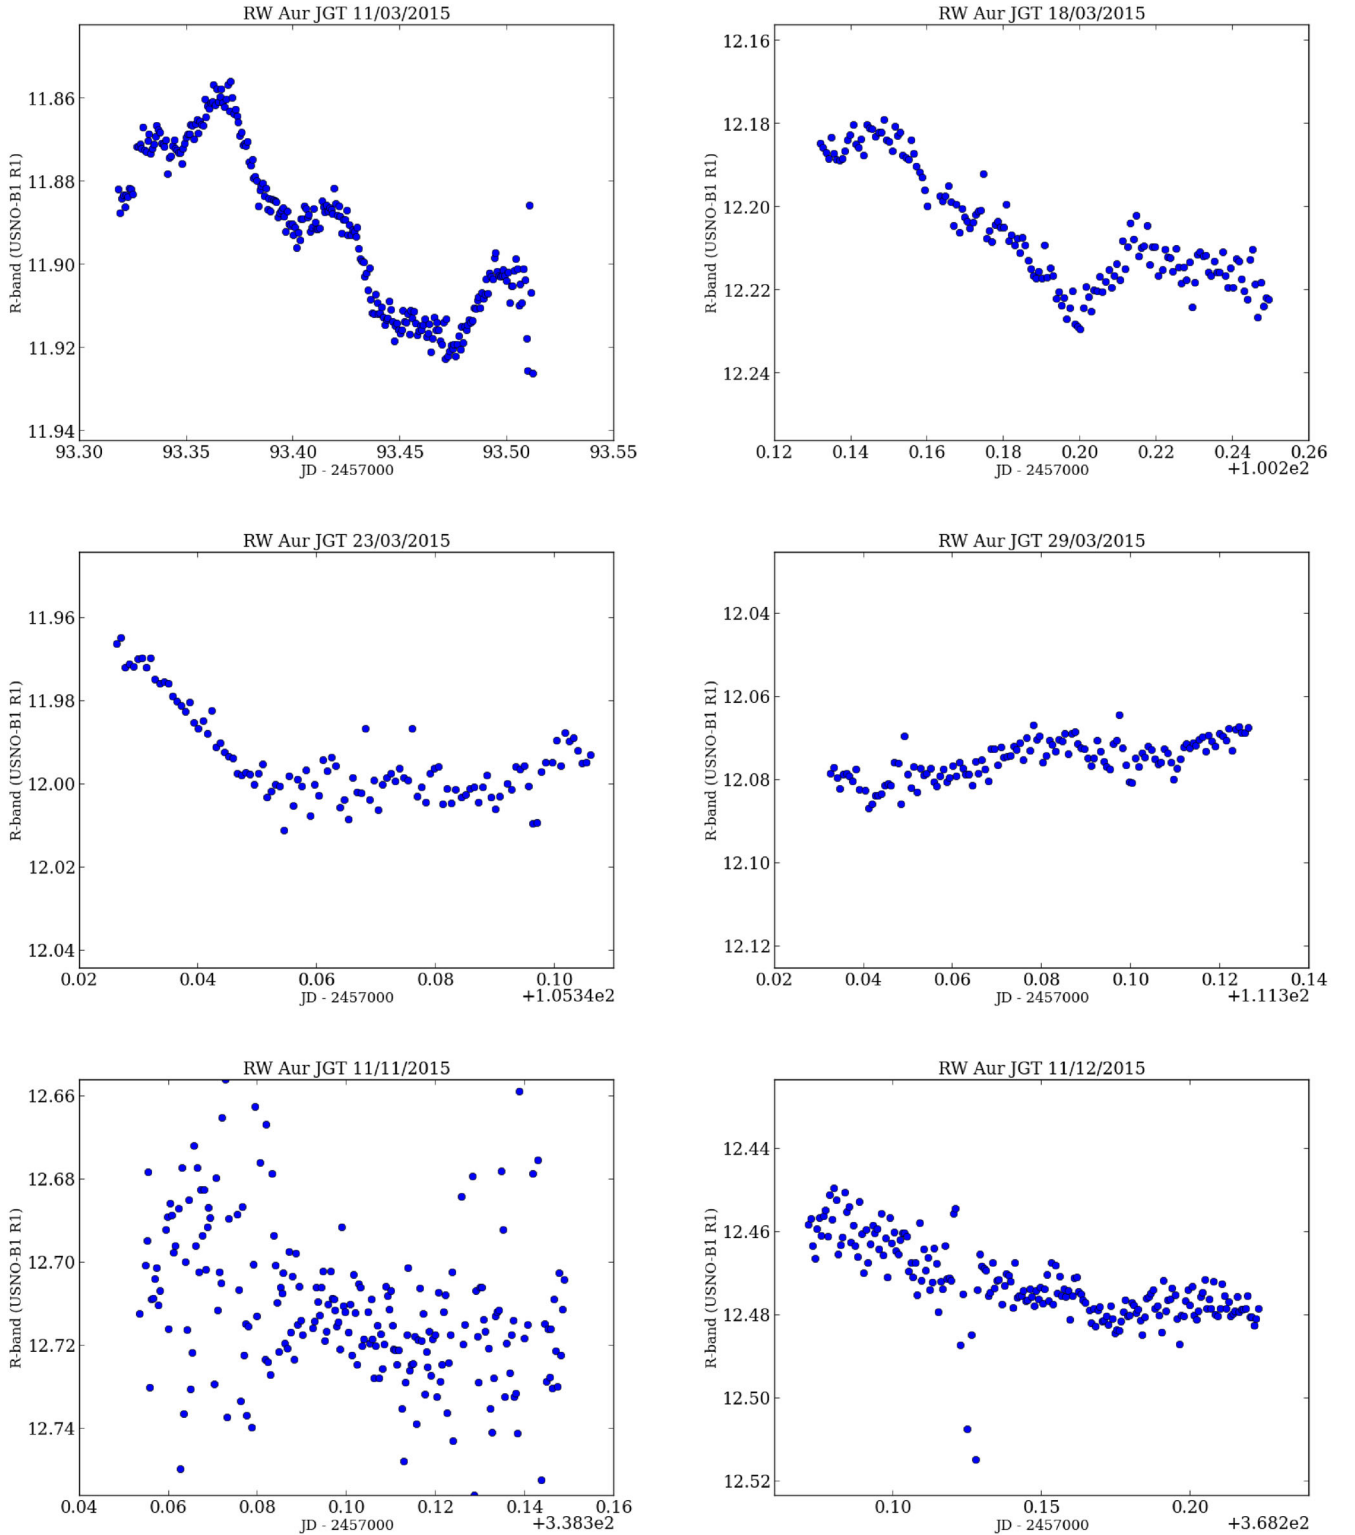 RW Aur JGT 11/03/2015
R-band (USNO-B1 R1)
11.86
11.88
11.90
11.92
11.94
93.30 93.35 93.40 93.45 93.50 93.55
JD - 2457000
RW Aur JGT 18/03/2015
R-band (USNO-B1 R1)
12.16
12.18
12.20
12.22
12.24
0.12 0.14 0.16 0.18 0.20 0.22 0.24 0.26
JD - 2457000
+1.002e2
RW Aur JGT 23/03/2015
R-band (USNO-B1 R1)
11.96
11.98
12.00
12.02
12.04
0.02 0.04 0.06 0.08 0.10
JD - 2457000
+1.0534e2
RW Aur JGT 29/03/2015
R-band (USNO-B1 R1)
12.04
12.06
12.08
12.10
12.12
0.02 0.04 0.06 0.08 0.10 0.12 0.14
JD - 2457000
+1.113e2
RW Aur JGT 11/11/2015
R-band (USNO-B1 R1)
12.66
12.68
12.70
12.72
12.74
0.04 0.06 0.08 0.10 0.12 0.14 0.16
JD - 2457000
+3.383e2
RW Aur JGT 11/12/2015
R-band (USNO-B1 R1)
12.44
12.46
12.48
12.50
12.52
0.10 0.15 0.20
JD - 2457000
+3.682e2